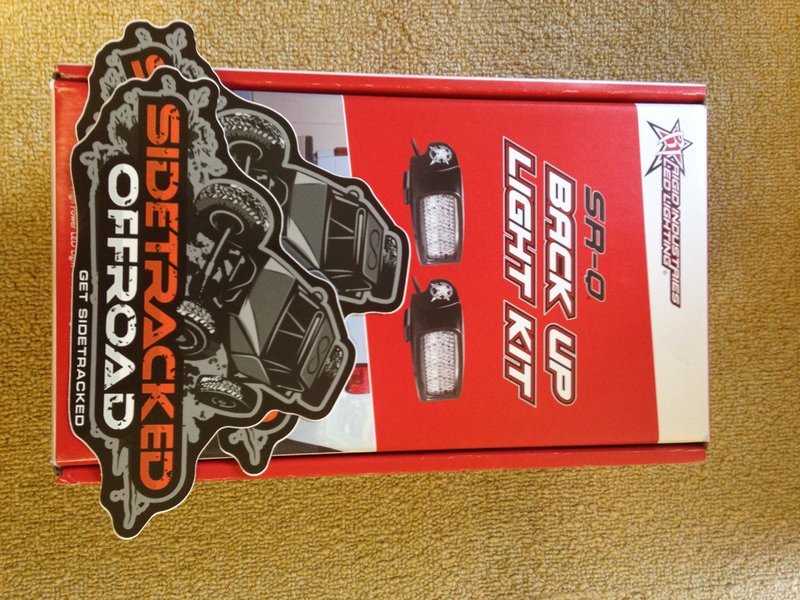 RIGID INDUSTRIES
LED LIGHTING®
SR-Q
BACK UP
LIGHT KIT
SIDETRACKED
OFFROAD
GET SIDETRACKED